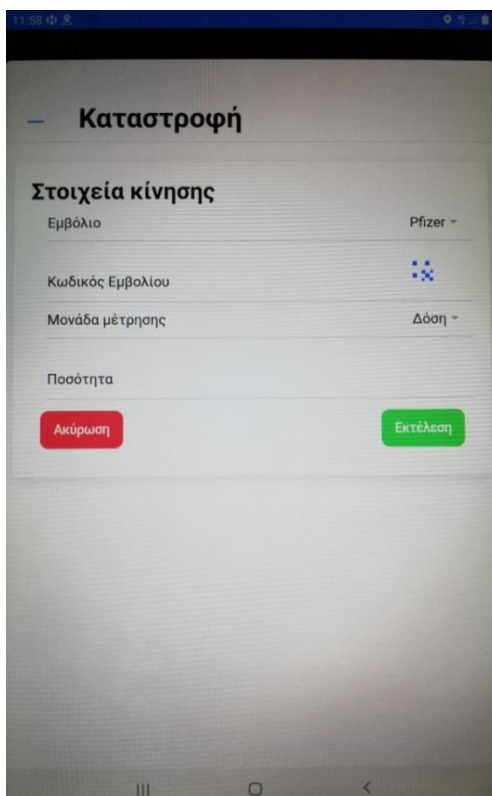 11:58
Καταστροφή
Στοιχεία κίνησης
Εμβόλιο Pfizer
Κωδικός Εμβολίου
Μονάδα μέτρησης Δόση
Ποσότητα
Ακύρωση Εκτέλεση